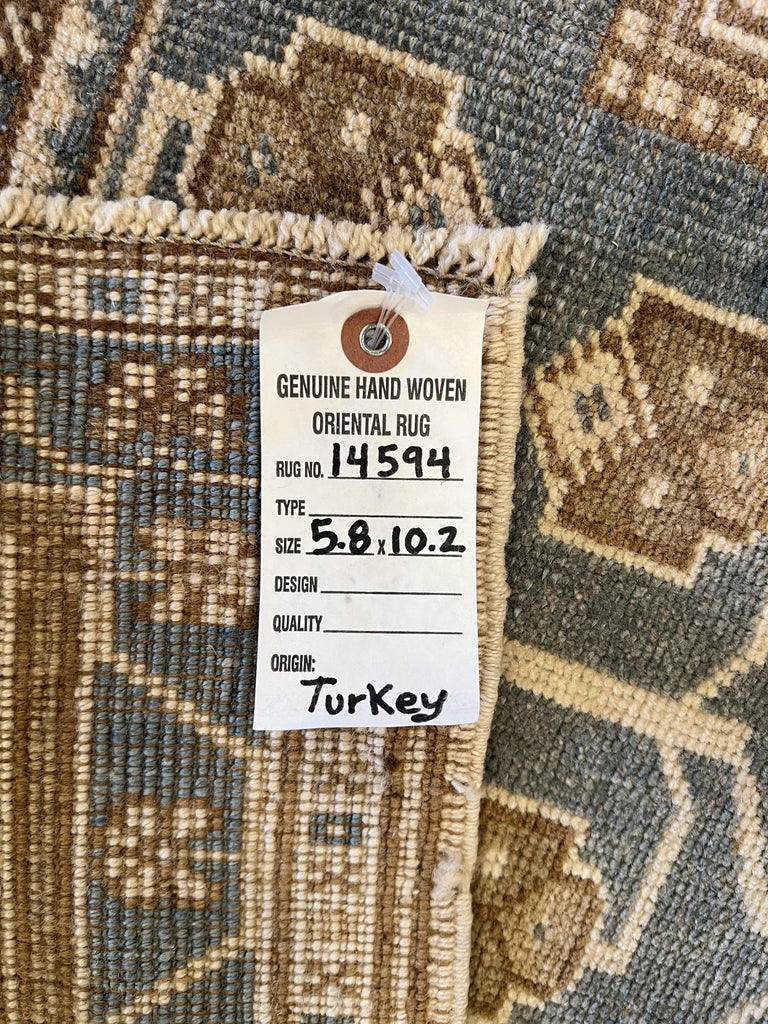 GENUINE HAND WOVEN
ORIENTAL RUG
RUG NO. 14594
TYPE
SIZE 5.8 x 10.2
DESIGN
QUALITY
ORIGIN:
Turkey